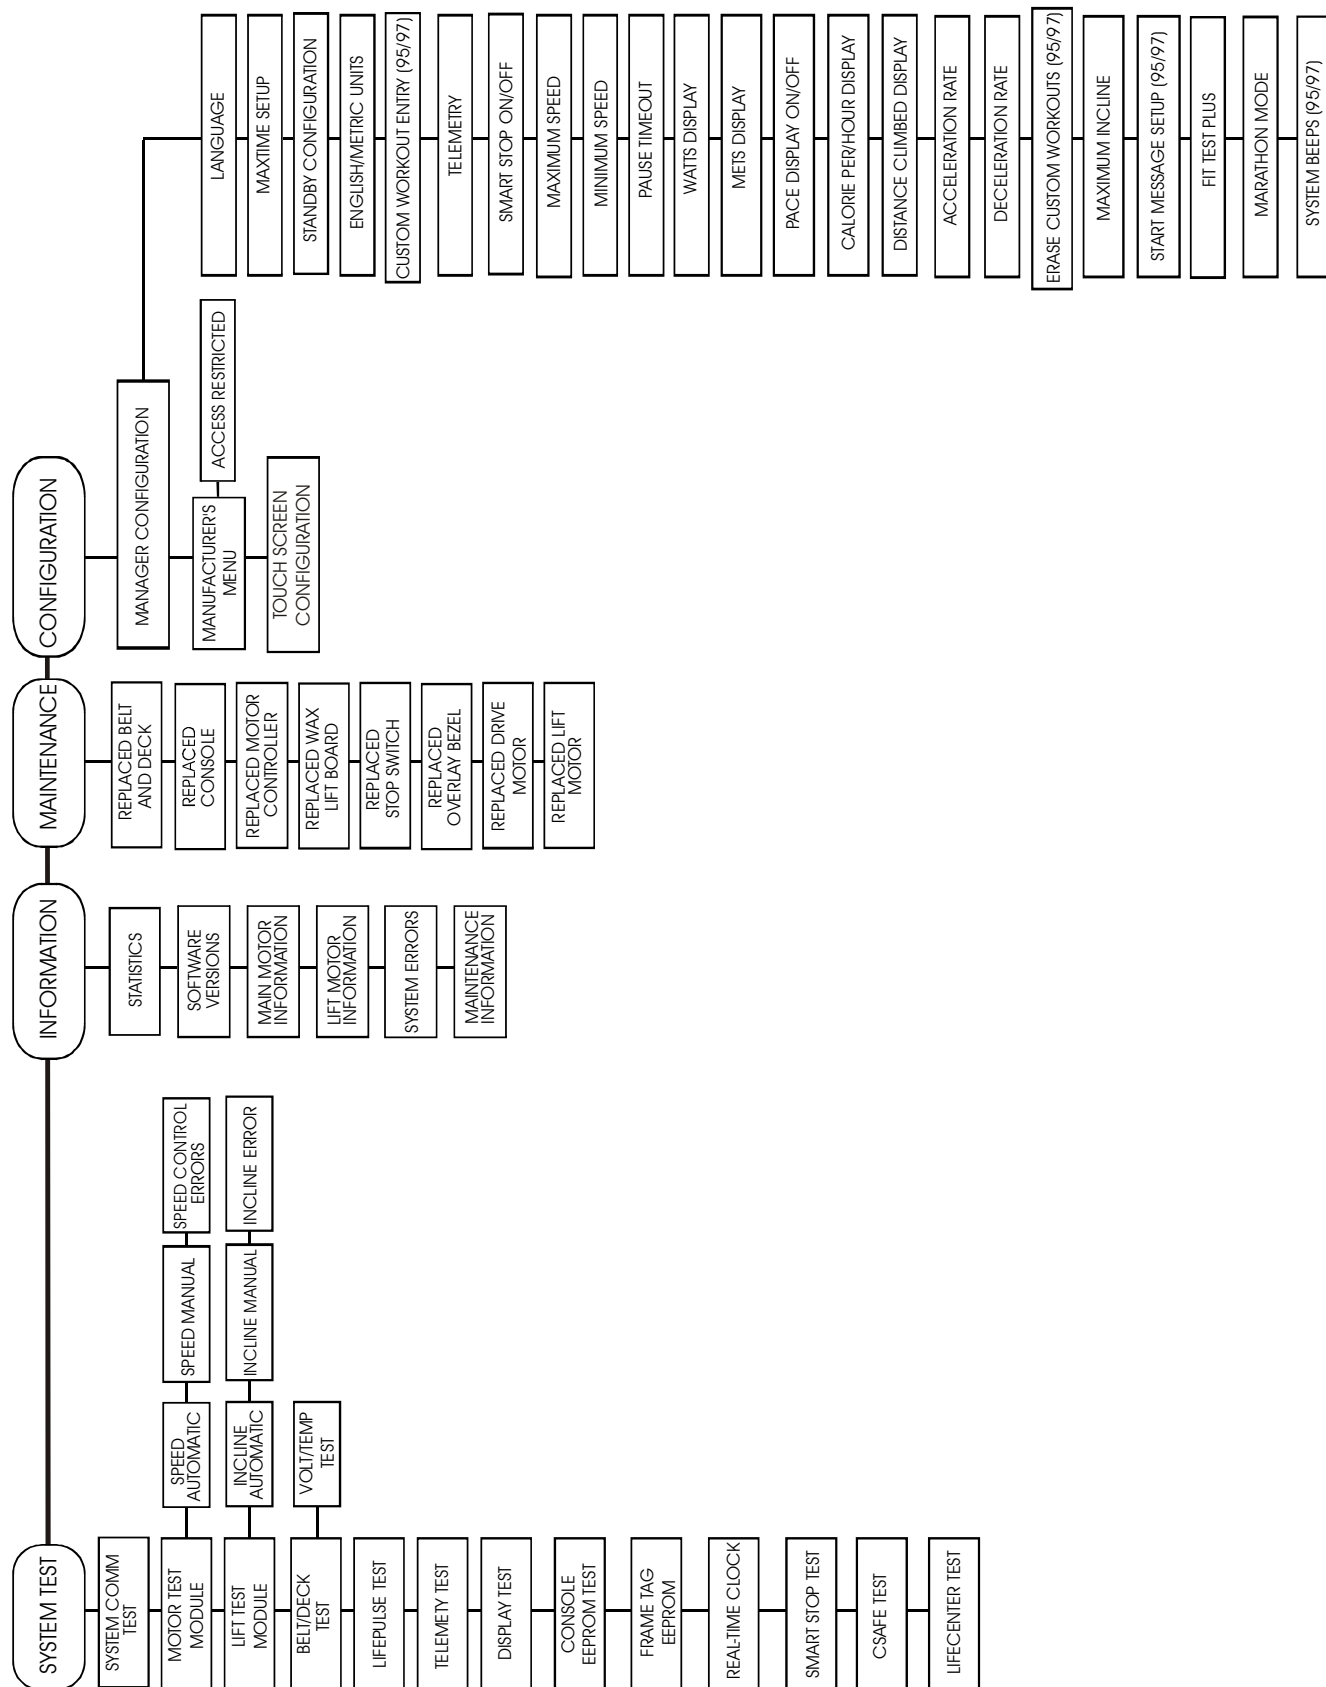 SYSTEM TEST
SYSTEM COMM
TEST
MOTOR TEST
MODULE
SPEED
AUTOMATIC
SPEED MANUAL
SPEED CONTROL
ERRORS
LIFT TEST
MODULE
INCLINE
AUTOMATIC
INCLINE MANUAL
INCLINE ERROR
BELT/DECK
TEST
VOLT/TEMP
TEST
LIFEPULSE TEST
TELEMETY TEST
DISPLAY TEST
CONSOLE
EEPROM TEST
FRAME TAG
EEPROM
REAL-TIME CLOCK
SMART STOP TEST
CSAFE TEST
LIFECENTER TEST
INFORMATION
STATISTICS
SOFTWARE
VERSIONS
MAIN MOTOR
INFORMATION
LIFT MOTOR
INFORMATION
SYSTEM ERRORS
MAINTENANCE
INFORMATION
MAINTENANCE
REPLACED BELT
AND DECK
REPLACED
CONSOLE
REPLACED MOTOR
CONTROLLER
REPLACED WAX
LIFT BOARD
REPLACED
STOP SWITCH
REPLACED
OVERLAY BEZEL
REPLACED DRIVE
MOTOR
REPLACED LIFT
MOTOR
CONFIGURATION
MANAGER CONFIGURATION
MANUFACTURER'S
MENU
ACCESS RESTRICTED
TOUCH SCREEN
CONFIGURATION
LANGUAGE
MAXTIME SETUP
STANDBY CONFIGURATION
ENGLISH/METRIC UNITS
CUSTOM WORKOUT ENTRY (95/97)
TELEMETRY
SMART STOP ON/OFF
MAXIMUM SPEED
MINIMUM SPEED
PAUSE TIMEOUT
WATTS DISPLAY
METS DISPLAY
PACE DISPLAY ON/OFF
CALORIE PER/HOUR DISPLAY
DISTANCE CLIMBED DISPLAY
ACCELERATION RATE
DECELERATION RATE
ERASE CUSTOM WORKOUTS (95/97)
MAXIMUM INCLINE
START MESSAGE SETUP (95/97)
FIT TEST PLUS
MARATHON MODE
SYSTEM BEEPS (95/97)